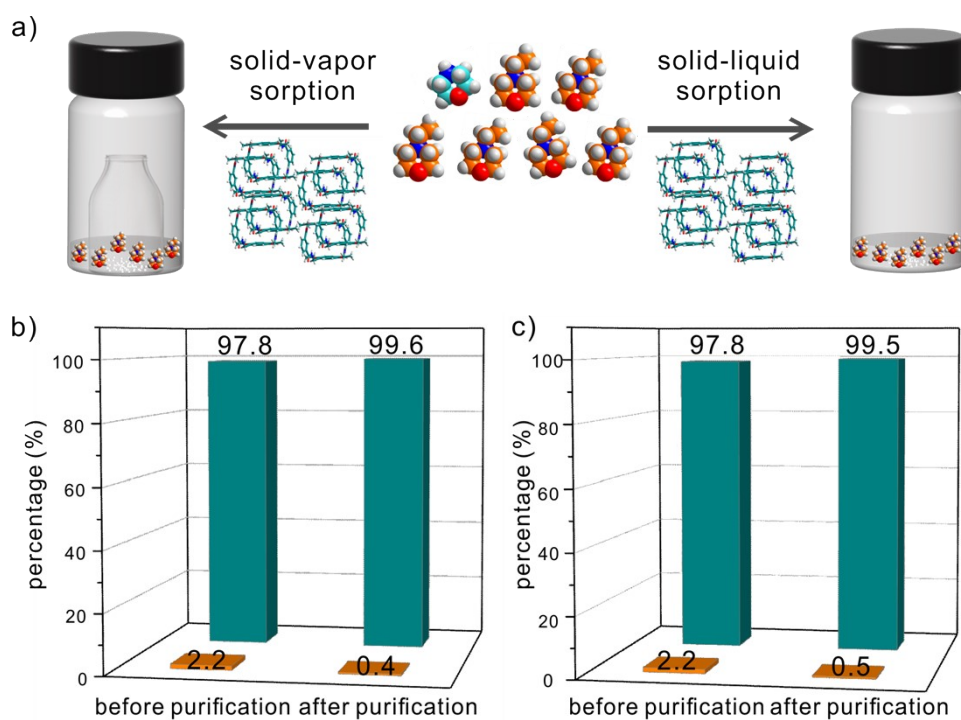 a)
solid-vapor
sorption
solid-liquid
sorption
b)
percentage (%)
100
80
60
40
20
0
97.8
99.6
2.2
0.4
before purification after purification
c)
percentage (%)
100
80
60
40
20
0
97.8
99.5
2.2
0.5
before purification after purification